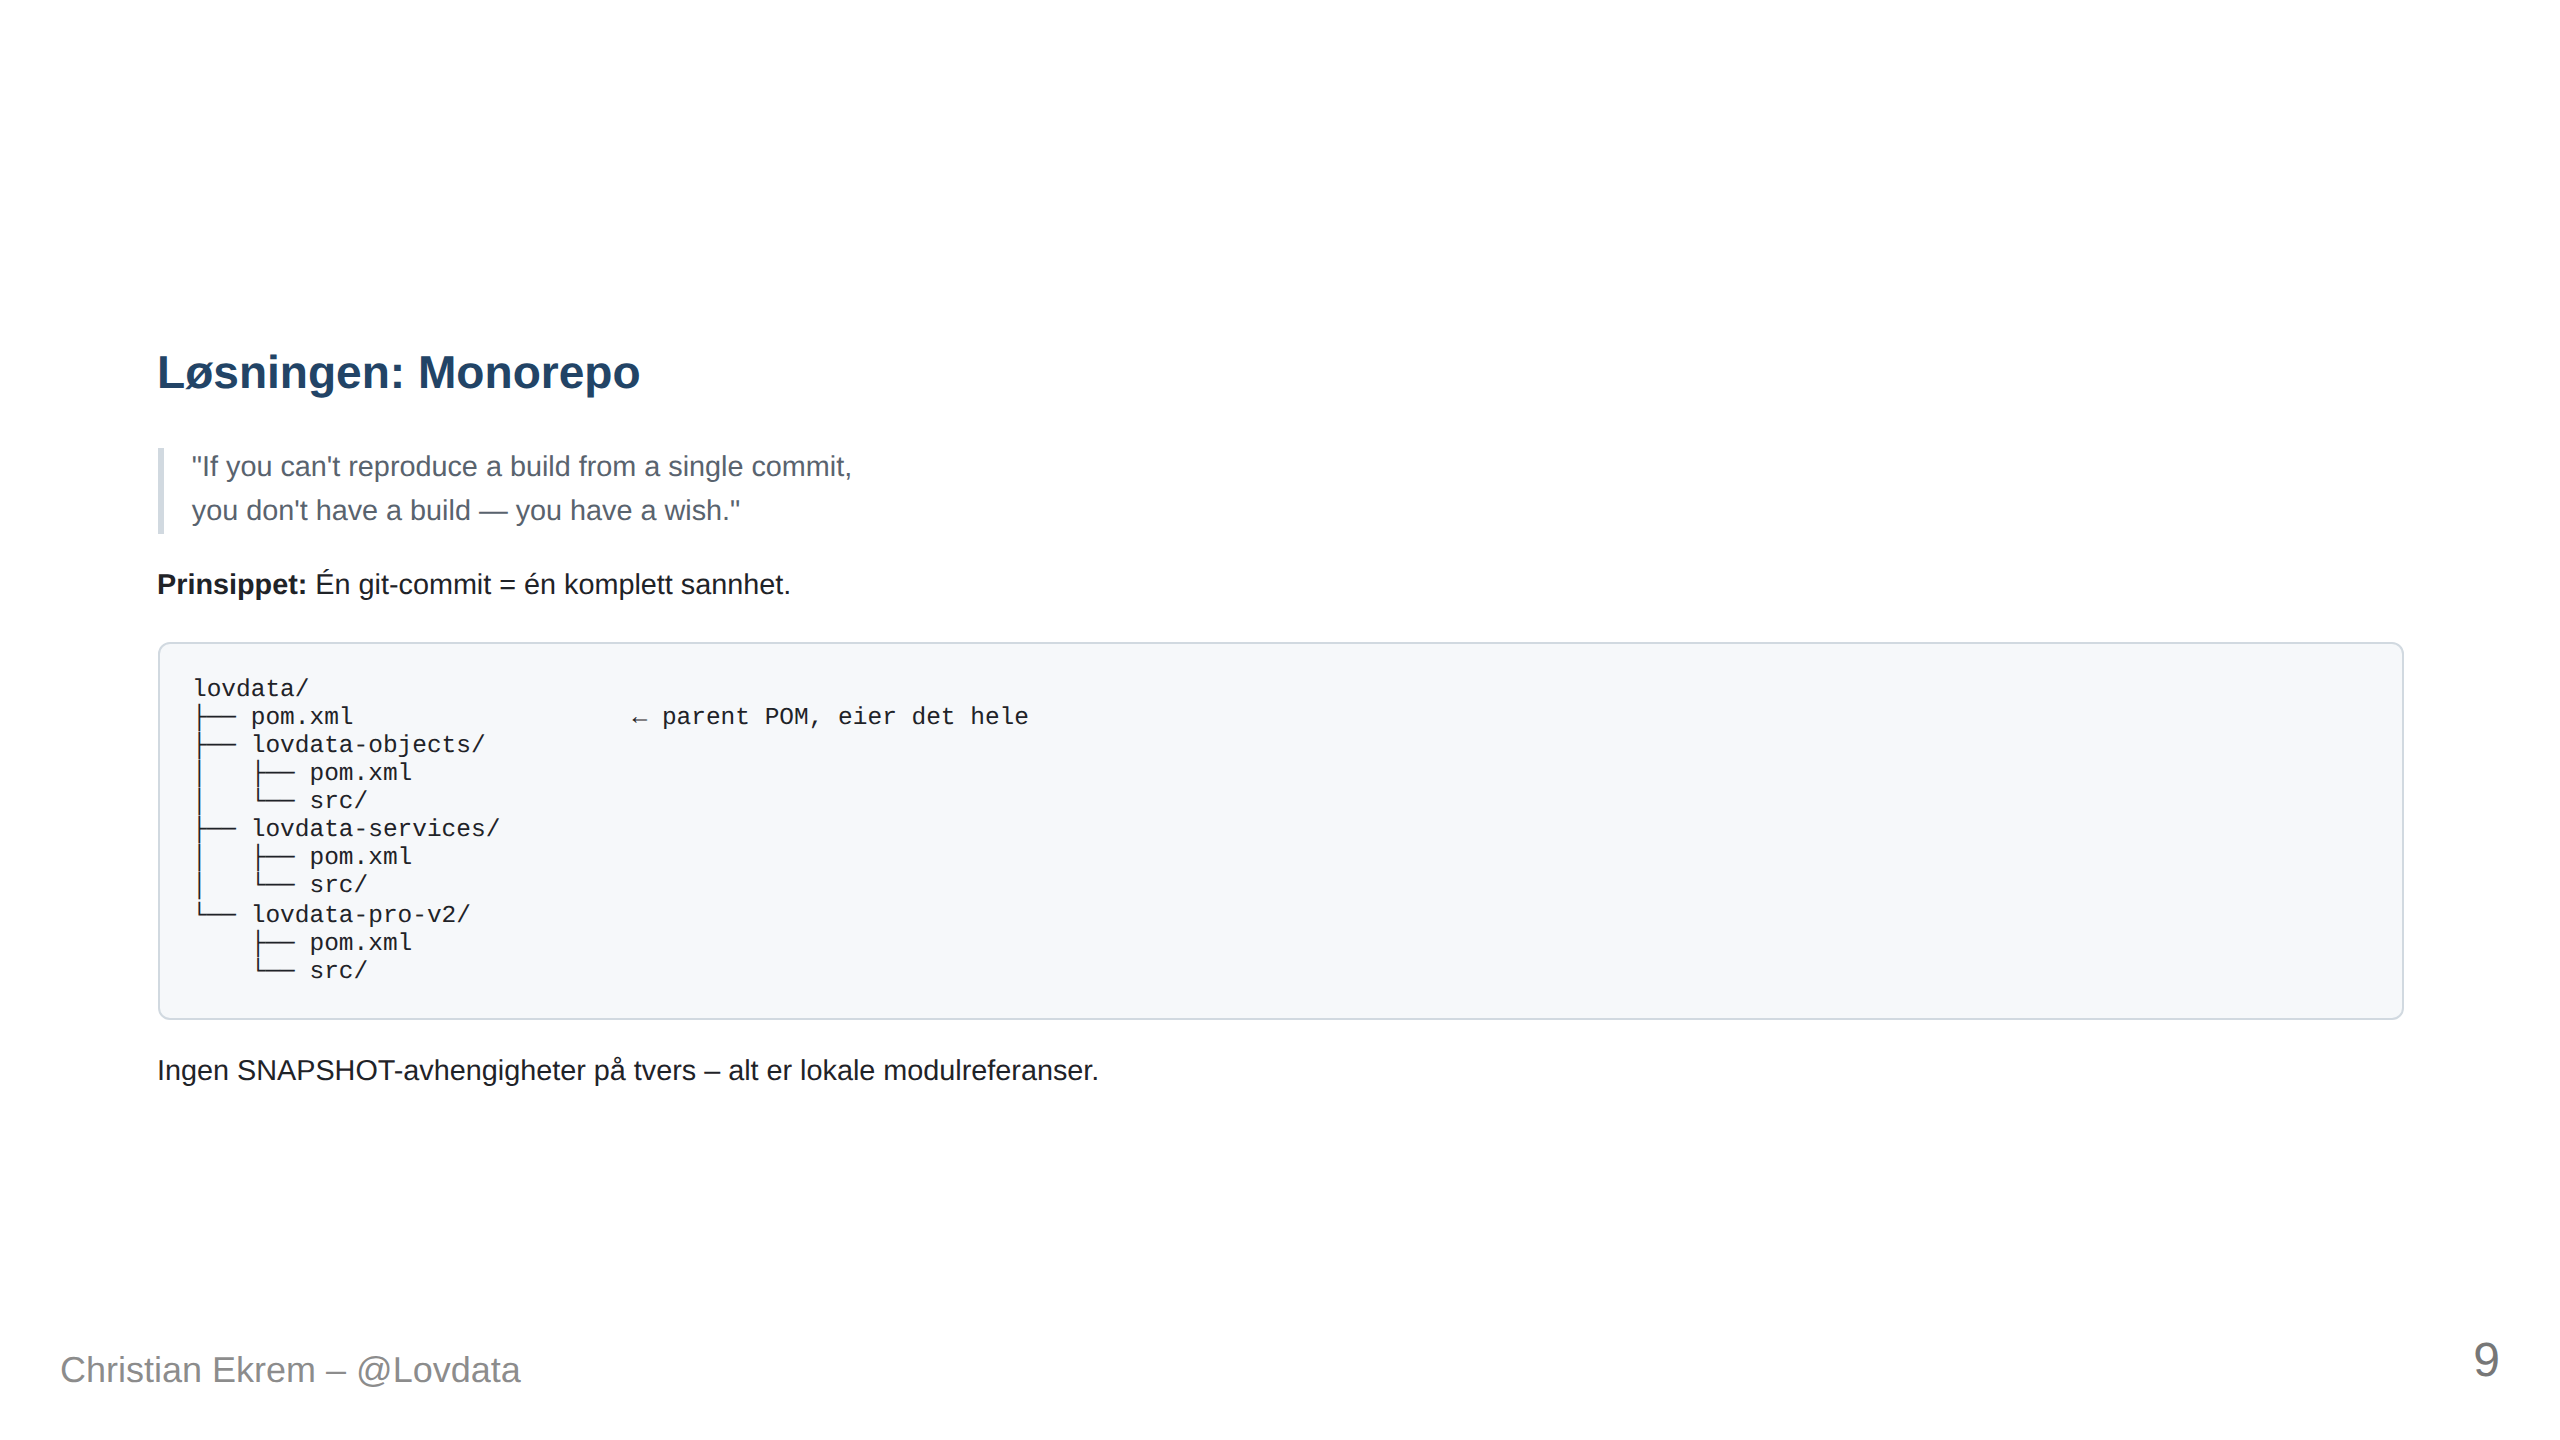 Løsningen: Monorepo
"If you can't reproduce a build from a single commit,
you don't have a build — you have a wish."
Prinsippet: Én git-commit = én komplett sannhet.
lovdata/
├── pom.xml                   ← parent POM, eier det hele
├── lovdata-objects/
│   ├── pom.xml
│   └── src/
├── lovdata-services/
│   ├── pom.xml
│   └── src/
└── lovdata-pro-v2/
    ├── pom.xml
    └── src/
Ingen SNAPSHOT-avhengigheter på tvers – alt er lokale modulreferanser.
Christian Ekrem – @Lovdata
9